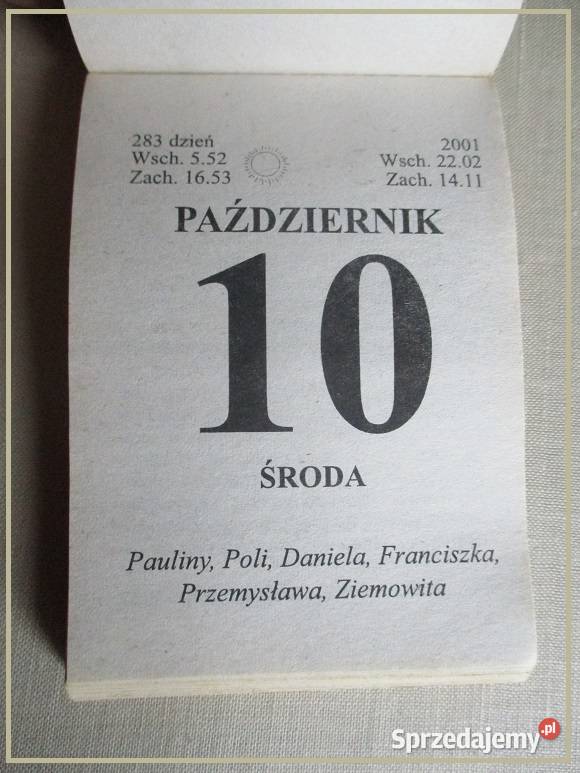 283 dzień
Wsch. 5.52
Zach. 16.53
2001
Wsch. 22.02
Zach. 14.11
PAŹDZIERNIK
10
ŚRODA
Pauliny, Poli, Daniela, Franciszka,
Przemysława, Ziemowita
Sprzedajemy.pl